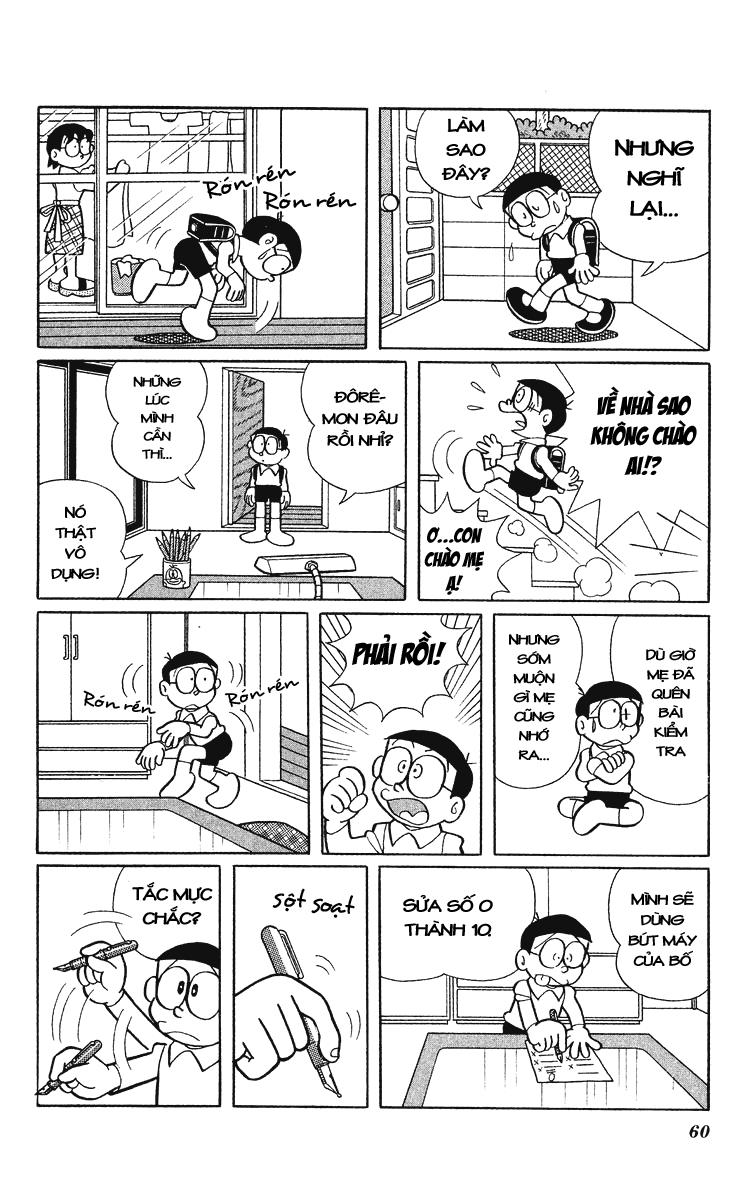 NHƯNG
NGHĨ
LẠI...
LÀM
SAO
ĐÂY?
Rón rén
Rón rén
VỀ NHÀ SAO
KHÔNG CHÀO
AI!?
Ơ...CON
CHÀO MẸ
Ạ!
ĐÔRÊ-
MON ĐÂU
RỒI NHỈ?
NHỮNG
LÚC
MÌNH
CẦN
THÌ...
NÓ
THẬT
VÔ
DỤNG!
DÙ GIỜ
MẸ ĐÃ
QUÊN
BÀI
KIỂM
TRA
NHƯNG
SỚM
MUỘN
GÌ MẸ
CŨNG
NHỚ
RA...
PHẢI RỒI!
Rón rén
Rón rén
MÌNH SẼ
DÙNG
BÚT MÁY
CỦA BỐ
SỬA SỐ 0
THÀNH 10.
sột soạt
TẮC MỰC
CHẮC?
60